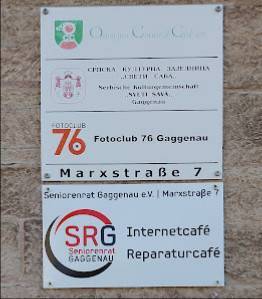 СРПСКА КУЛТУРНА ЗАЈЕДНИЦА
„СВЕТИ САВА„
Serbische Kulturgemeinschaft
„SVETI SAVA„
Gaggenau
FOTOCLUB
76
Fotoclub 76 Gaggenau
Marxstraße 7
Seniorenrat Gaggenau e.V. | Marxstraße 7
SRG
Seniorenrat
GAGGENAU
Internetcafé
Reparaturcafé